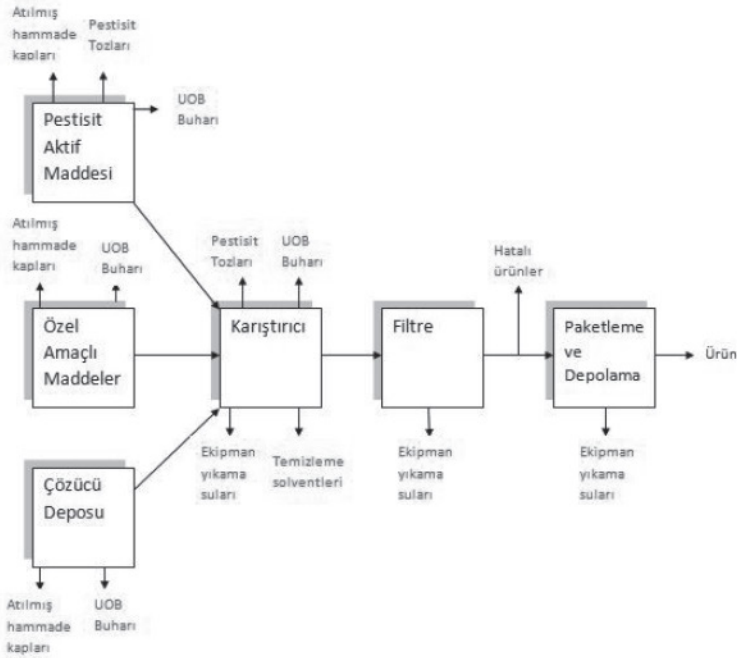 Atılmış
hammade
kapları
Pestisit
Tozları
UOB
Buharı
Pestisit
Aktif
Maddesi
Atılmış
hammade
kapları
UOB
Buharı
Özel
Amaçlı
Maddeler
Pestisit
Tozları
UOB
Buharı
Karıştırıcı
Ekipman
yıkama
suları
Temizleme
solventleri
Filtre
Ekipman
yıkama
suları
Hatalı
ürünler
Paketleme
ve
Depolama
Ürün
Ekipman
yıkama
suları
Çözücü
Deposu
Atılmış
hammade
kapları
UOB
Buharı